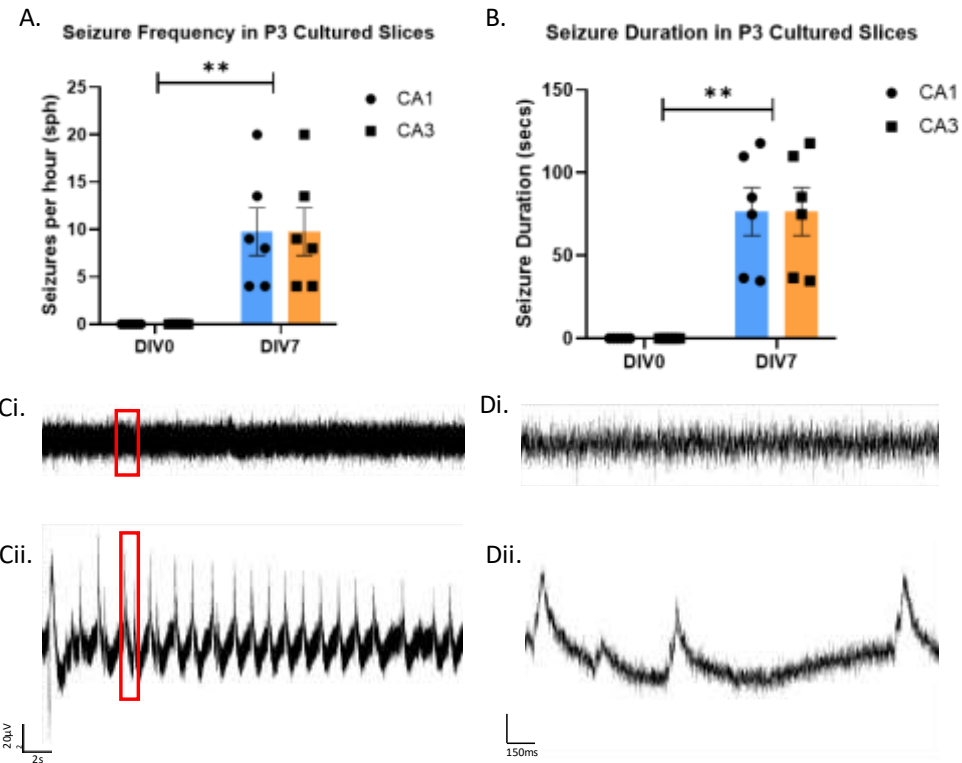 A.
Seizure Frequency in P3 Cultured Slices
**
25
20
15
10
5
0
Seizures per hour (sph)
CA1
CA3
DIV0
DIV7
B.
Seizure Duration in P3 Cultured Slices
**
150
100
50
0
Seizure Duration (secs)
CA1
CA3
DIV0
DIV7
Ci.
Di.
Cii.
Dii.
20µV
2
2s
150ms